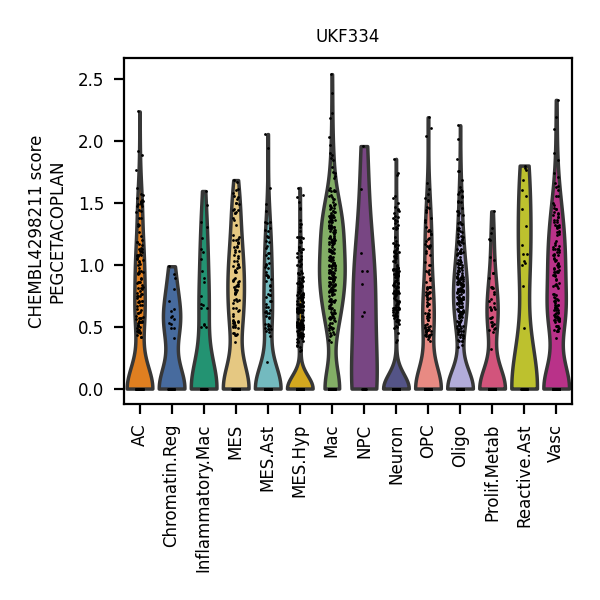 UKF334
CHEMBL4298211 score
PEGCETACOPLAN
2.5
2.0
1.5
1.0
0.5
0.0
AC
Chromatin.Reg
Inflammatory.Mac
MES
MES.Ast
MES.Hyp
Mac
NPC
Neuron
OPC
Oligo
Prolif.Metab
Reactive.Ast
Vasc